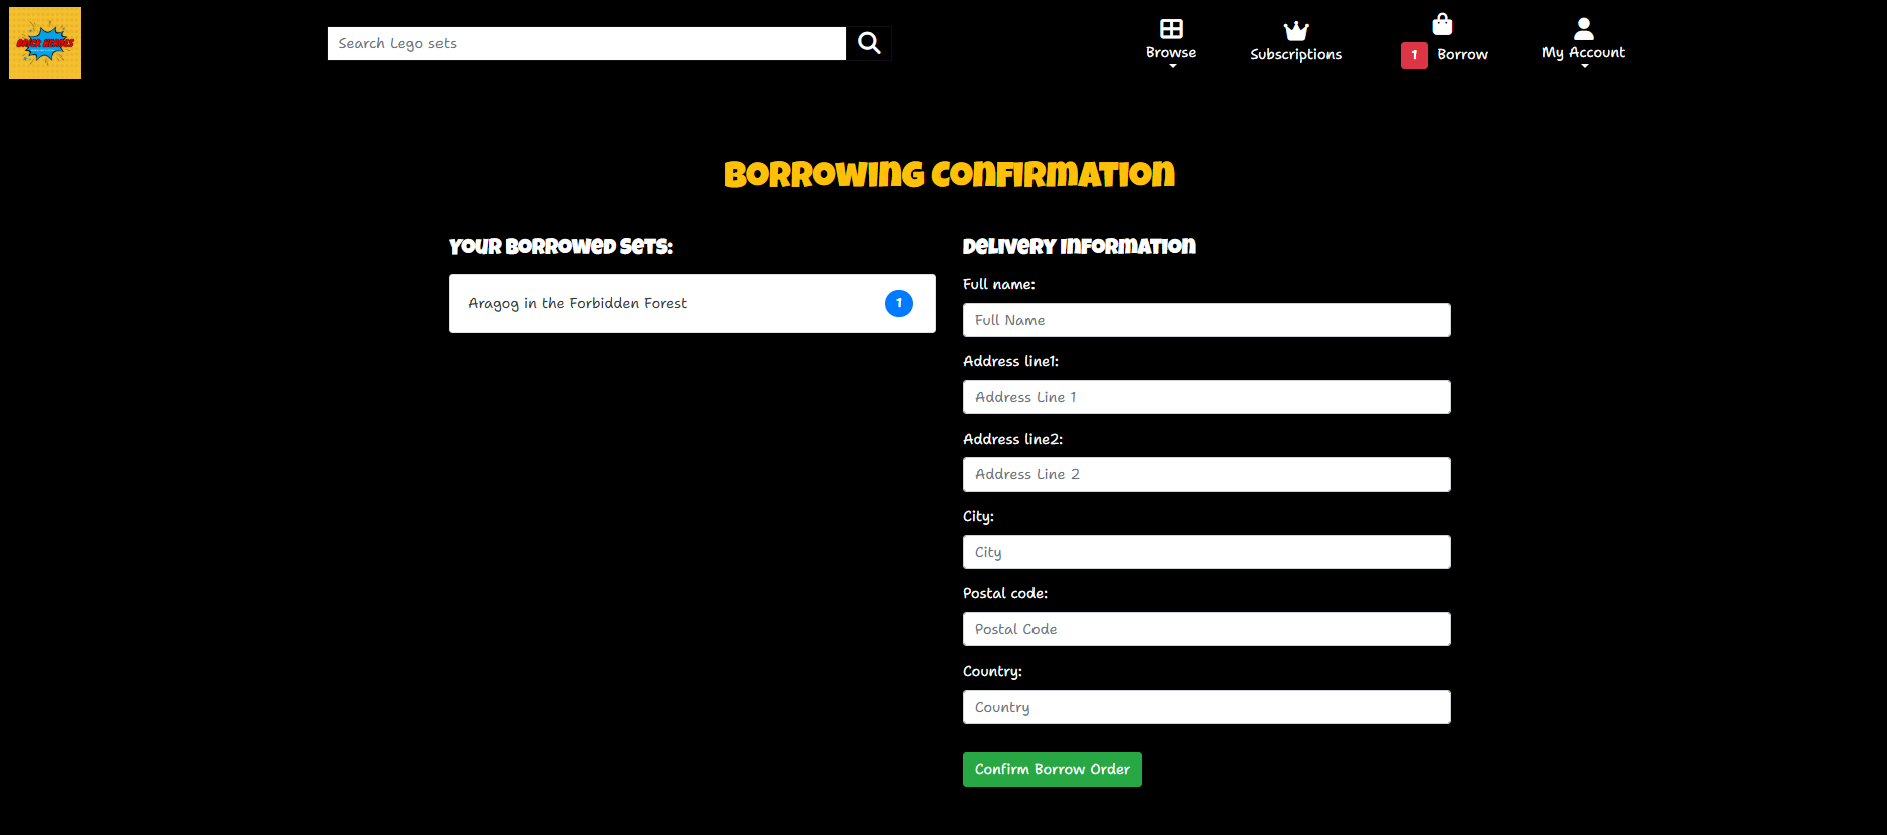 BRICK HEROES
Search Lego sets
Browse
Subscriptions
1 Borrow
My Account
Borrowing Confirmation
Your Borrowed Sets:
Aragog in the Forbidden Forest 1
Delivery Information
Full name:
Full Name
Address line1:
Address Line 1
Address line2:
Address Line 2
City:
City
Postal code:
Postal Code
Country:
Country
Confirm Borrow Order